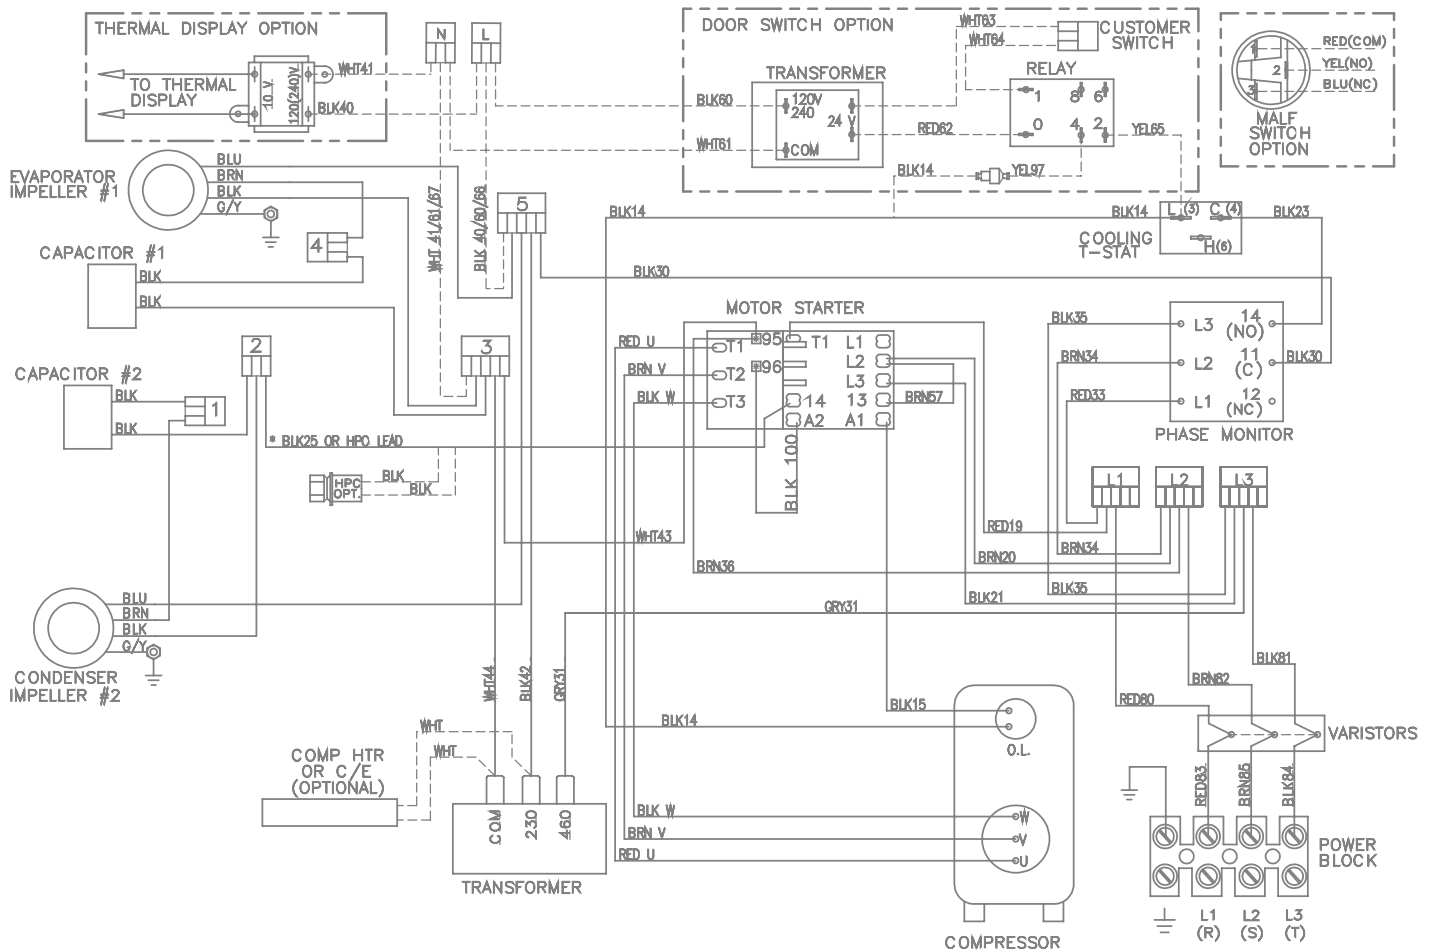 THERMAL DISPLAY OPTION
TO THERMAL
DISPLAY
10 V
120(240)V
WHT41
BLK40
N
L
DOOR SWITCH OPTION
WHT63
WHT64
CUSTOMER
SWITCH
TRANSFORMER
120V
240
24 V
COM
RELAY
1
8
6
0
4
2
BLK60
WHT61
RED62
YEL65
BLK14
YEL97
RED(COM)
YEL(NO)
BLU(NC)
1
2
3
MALF
SWITCH
OPTION
EVAPORATOR
IMPELLER #1
BLU
BRN
BLK
G/Y
CAPACITOR #1
4
BLK
BLK
WHT 41/61/67
BLK 40/60/66
5
BLK14
BLK14
L (3)
C (4)
H(6)
COOLING
T-STAT
BLK23
BLK30
MOTOR STARTER
RED U
BRN V
BLK W
T1
T2
T3
95
96
T1
L1
L2
L3
14
13
A2
A1
BRN57
BLK 100
BLK35
BRN34
RED33
L3
L2
L1
14
(NO)
11
(C)
12
(NC)
BLK30
PHASE MONITOR
2
3
CAPACITOR #2
BLK
BLK
1
* BLK25 OR HPC LEAD
HPC
OPT.
BLK
BLK
WHT43
L1
L2
L3
RED19
BRN34
BRN20
BRN36
BLK35
BLK21
GRY31
BLU
BRN
BLK
G/Y
CONDENSER
IMPELLER #2
WHT44
BLK42
GRY31
BLK81
BRN82
RED80
BLK15
BLK14
O.L.
VARISTORS
WHT
WHT
COMP. HTR
OR C/E
(OPTIONAL)
COM
230
460
TRANSFORMER
BLK W
BRN V
RED U
W
V
U
COMPRESSOR
RED83
BRN85
BLK84
POWER
BLOCK
L1
(R)
L2
(S)
L3
(T)